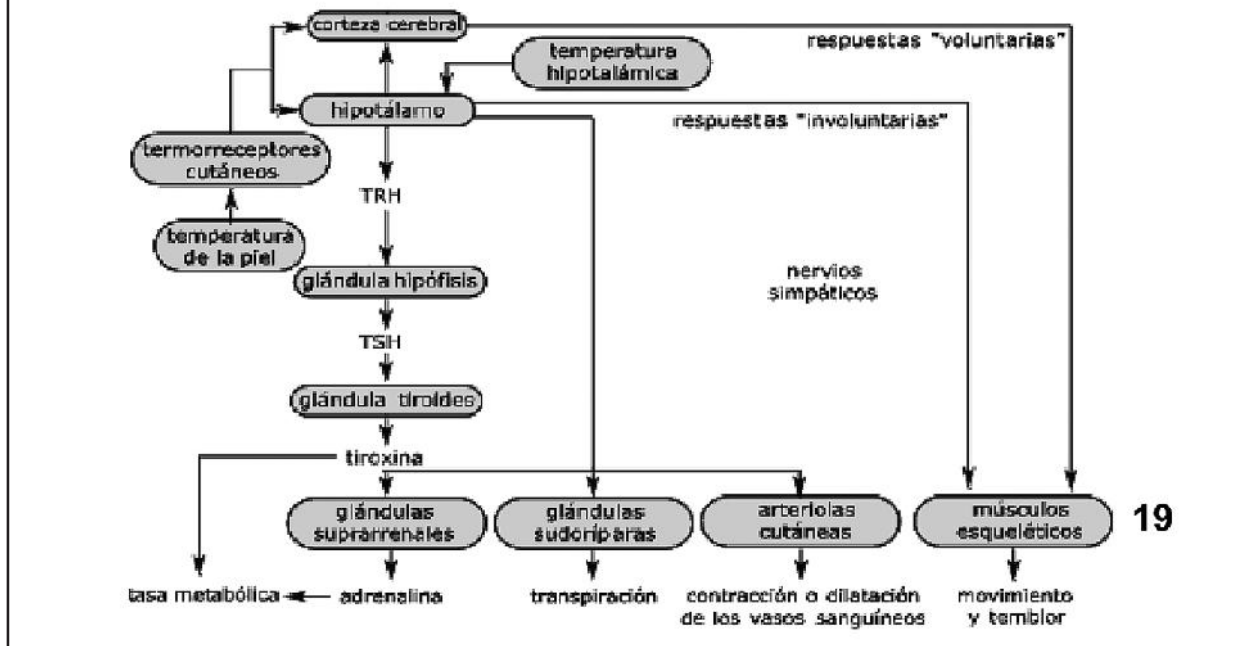 corteza cerebral
respuestas "voluntarias"
temperatura
hipotalámica
hipotálamo
respuestas "involuntarias"
termorreceptores
cutáneos
TRH
temperatura
de la piel
glándula hipófisis
nervios
simpáticos
TSH
glándula tiroides
tiroxina
glándulas
suprarrenales
glándulas
sudoríparas
arteriolas
cutáneas
músculos
esqueléticos
19
tasa metabólica
adrenalina
transpiración
contracción o dilatación
de los vasos sanguíneos
movimiento
y temblor